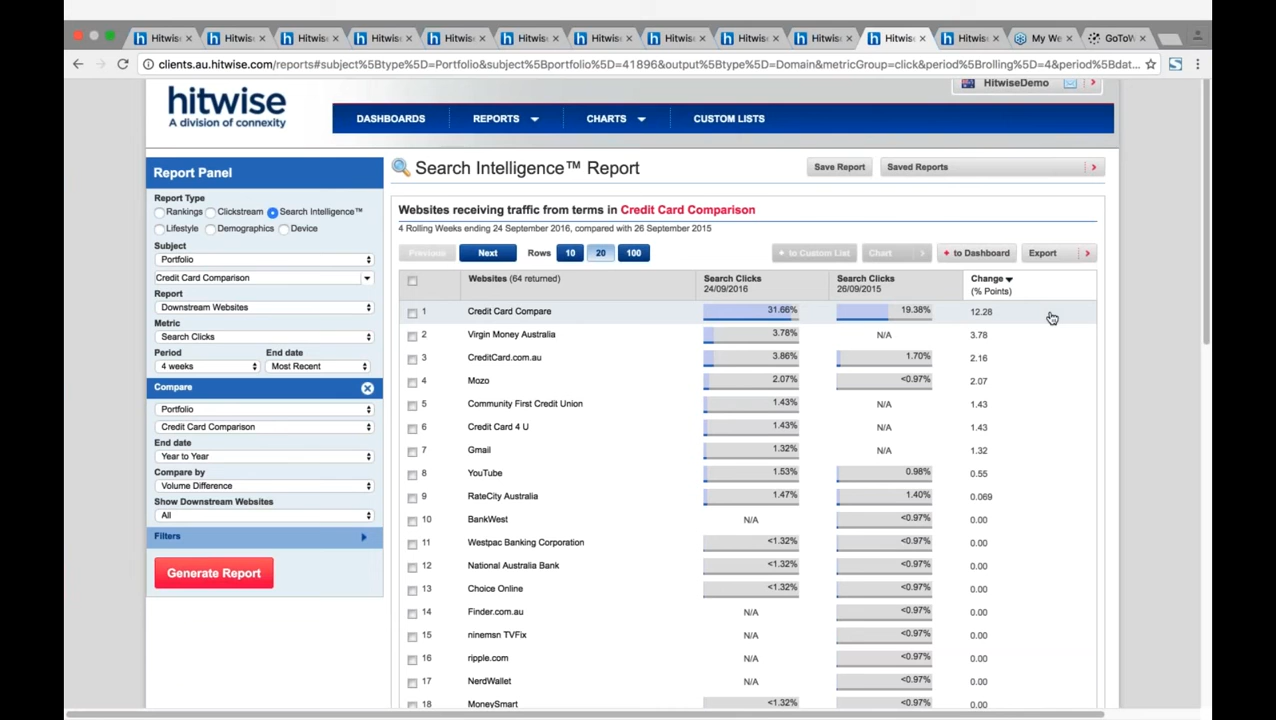 Hitwise
Hitwise
Hitwise
Hitwise
Hitwise
Hitwise
Hitwise
Hitwise
Hitwise
Hitwise
Hitwise
Hitwise
My We
GoToW
clients.au.hitwise.com/reports#subject%5Btype%5D=Portfolio&subject%5Bportfolio%5D=41896&output%5Btype%5D=Domain&metricGroup=click&period%5Brolling%5D=4&period%5Bdat...
hitwise
A division of connexity
HitwiseDemo
DASHBOARDS
REPORTS
CHARTS
CUSTOM LISTS
Report Panel
Report Type
Rankings Clickstream Search Intelligence™
Lifestyle Demographics Device
Subject
Portfolio
Credit Card Comparison
Report
Downstream Websites
Metric
Search Clicks
Period End date
4 weeks Most Recent
Compare
Portfolio
Credit Card Comparison
End date
Year to Year
Compare by
Volume Difference
Show Downstream Websites
All
Filters
Generate Report
Search Intelligence™ Report
Save Report
Saved Reports
Websites receiving traffic from terms in Credit Card Comparison
4 Rolling Weeks ending 24 September 2016, compared with 26 September 2015
Previous Next Rows 10 20 100 to Custom List Chart to Dashboard Export
Websites (64 returned) Search Clicks 24/09/2016 Search Clicks 26/09/2015 Change (% Points)
1 Credit Card Compare 31.66% 19.38% 12.28
2 Virgin Money Australia 3.78% N/A 3.78
3 CreditCard.com.au 3.86% 1.70% 2.16
4 Mozo 2.07% <0.97% 2.07
5 Community First Credit Union 1.43% N/A 1.43
6 Credit Card 4 U 1.43% N/A 1.43
7 Gmail 1.32% N/A 1.32
8 YouTube 1.53% 0.98% 0.55
9 RateCity Australia 1.47% 1.40% 0.069
10 BankWest N/A <0.97% 0.00
11 Westpac Banking Corporation <1.32% <0.97% 0.00
12 National Australia Bank <1.32% <0.97% 0.00
13 Choice Online <1.32% <0.97% 0.00
14 Finder.com.au N/A <0.97% 0.00
15 ninemsn TVFix N/A <0.97% 0.00
16 ripple.com N/A <0.97% 0.00
17 NerdWallet N/A <0.97% 0.00
18 MoneySmart <1.32% <0.97% 0.00